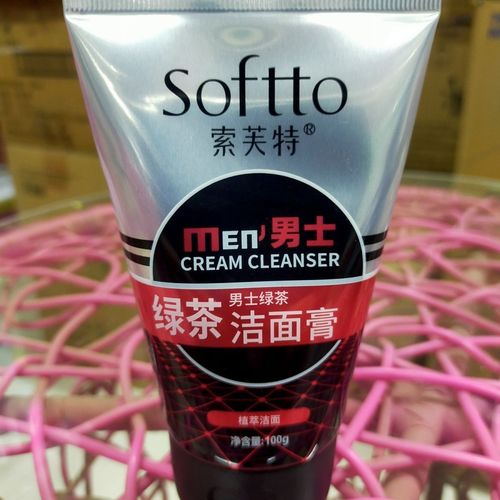 Softto
索芙特®
men'男士
CREAM CLEANSER
男士绿茶
绿茶洁面膏
植萃洁面
净含量:100g